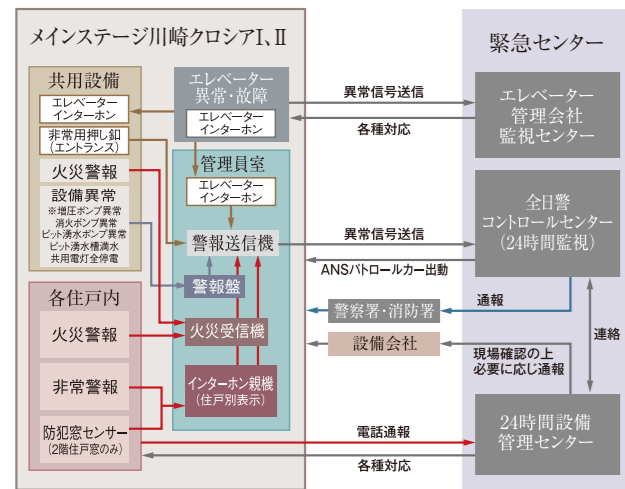 メインステージ川崎クロシアI、II
共用設備
エレベーター
インターホン
非常用押し釦
(エントランス)
火災警報
設備異常
※増圧ポンプ異常
消火ポンプ異常
ピット湧水ポンプ異常
ピット湧水槽満水
共用電灯全停電
各住戸内
火災警報
非常警報
防犯窓センサー
(2階住戸窓のみ)
エレベーター
異常・故障
エレベーター
インターホン
管理員室
エレベーター
インターホン
警報送信機
警報盤
火災受信機
インターホン親機
(住戸別表示)
異常信号送信
各種対応
異常信号送信
ANSパトロールカー出動
通報
警察署・消防署
設備会社
現場確認の上
必要に応じ通報
連絡
電話通報
各種対応
緊急センター
エレベーター
管理会社
監視センター
全日警
コントロールセンター
(24時間監視)
24時間設備
管理センター